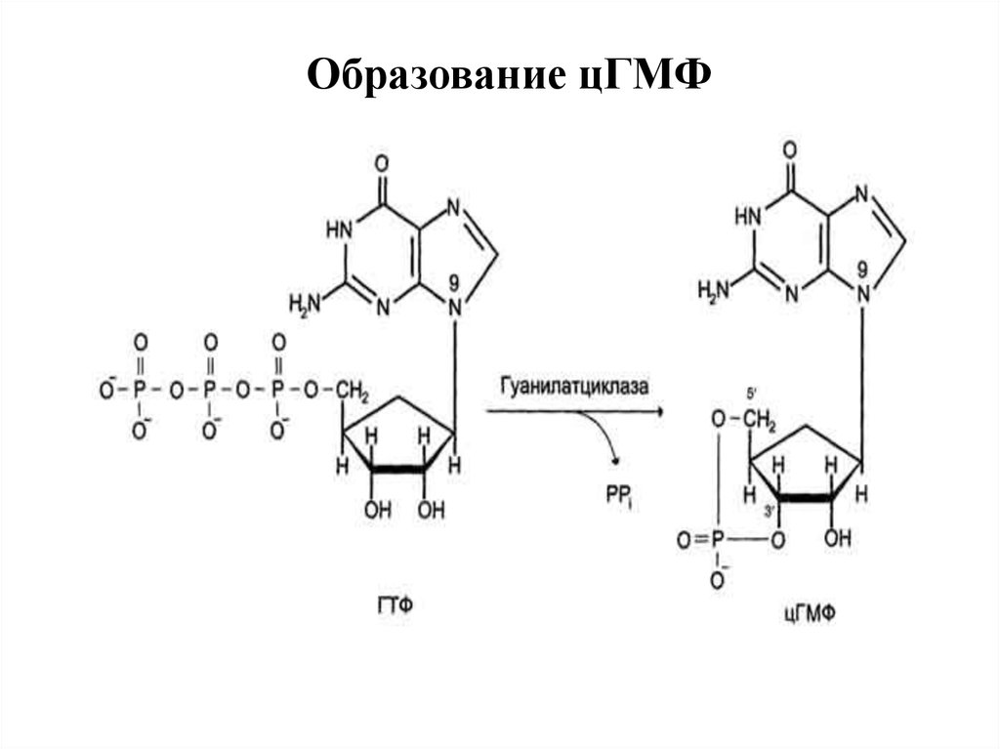 Образование цГМФ
O
HN
N
9
H2N
N
N
O
O
O
O⁻–P–O–P–O–P–O–CH2
O⁻
O⁻
O⁻
H
H
H
H
OH
OH
ГТФ
Гуанилатциклаза
PPi
O
HN
N
9
H2N
N
N
5'
O–CH2
H
H
H
H
3'
O=P–O
OH
O⁻
цГМФ